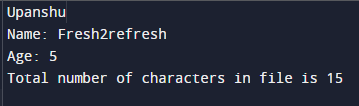 Upanshu
Name: Fresh2refresh
Age: 5
Total number of characters in file is 15